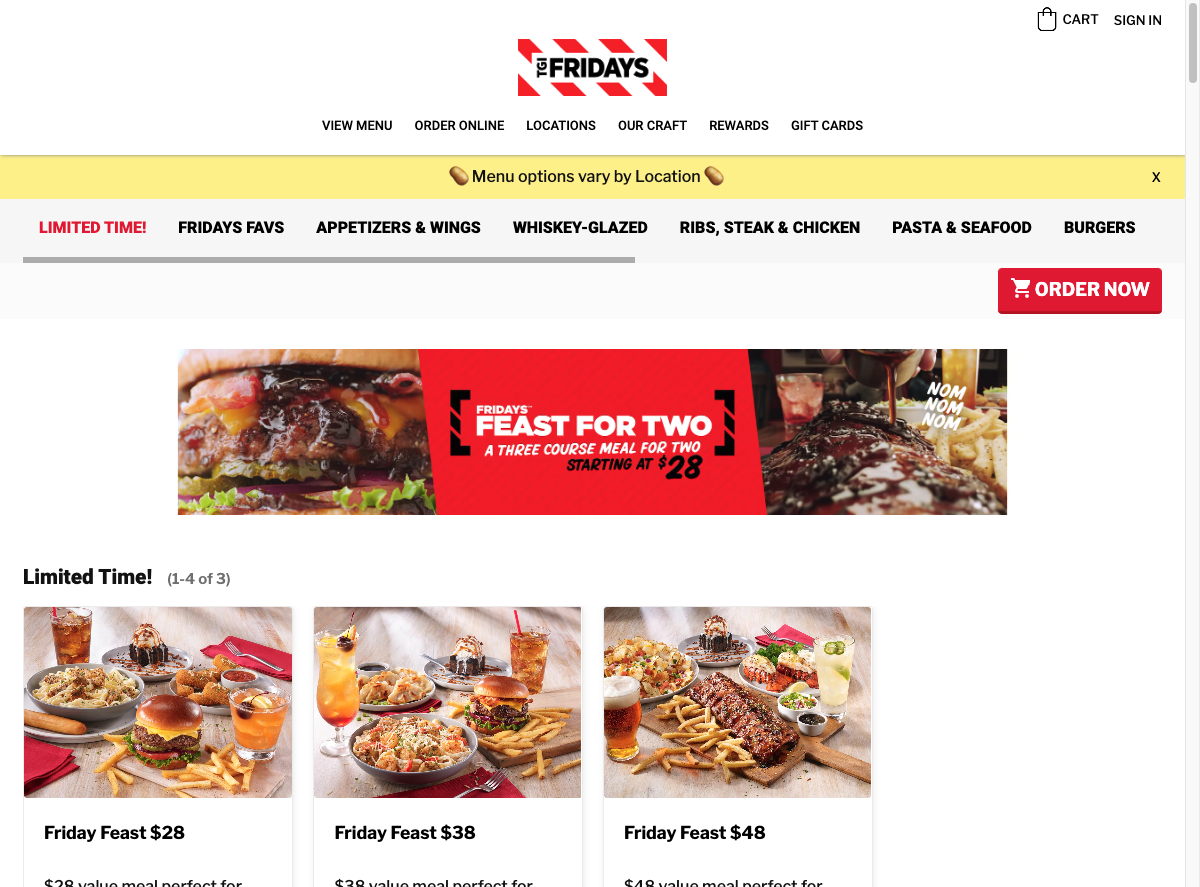 CART SIGN IN
TGI FRIDAYS
VIEW MENU ORDER ONLINE LOCATIONS OUR CRAFT REWARDS GIFT CARDS
Menu options vary by Location x
LIMITED TIME! FRIDAYS FAVS APPETIZERS & WINGS WHISKEY-GLAZED RIBS, STEAK & CHICKEN PASTA & SEAFOOD BURGERS
ORDER NOW
FRIDAYS™
FEAST FOR TWO
A THREE COURSE MEAL FOR TWO
STARTING AT $28
NOM
NOM
NOM
Limited Time! (1-4 of 3)
Friday Feast $28 Friday Feast $38 Friday Feast $48
$28 value meal perfect for $38 value meal perfect for $48 value meal perfect for